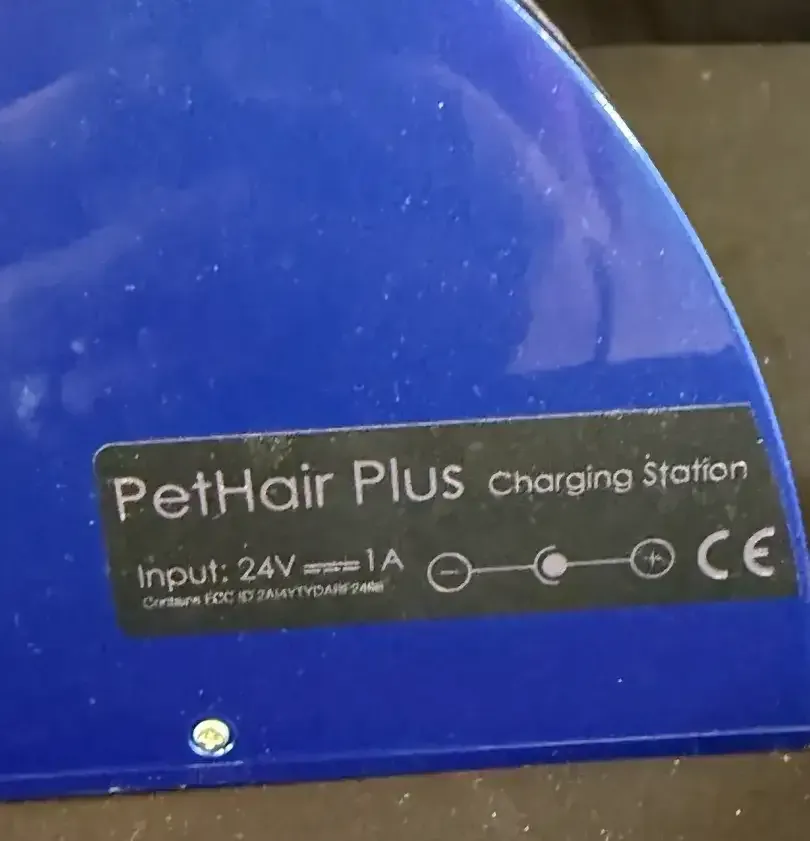 PetHair Plus Charging Station
Input: 24V ⎓ 1A CE
Contains FCC ID